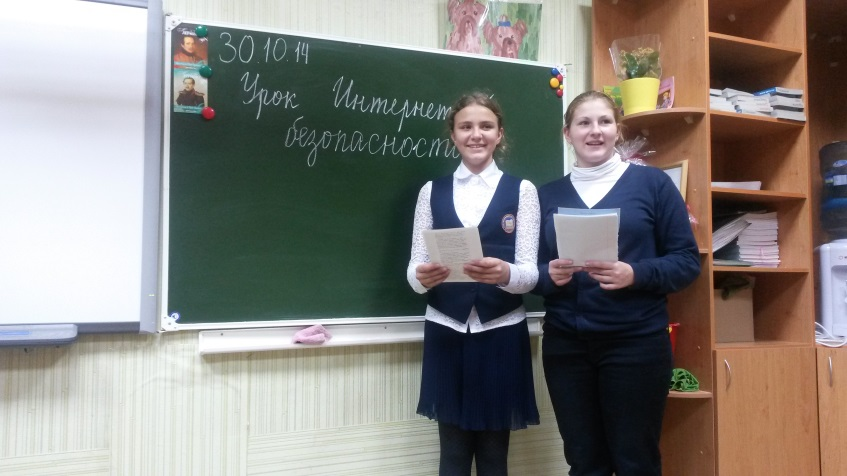 30.10.14
Урок Интернет
безопасност